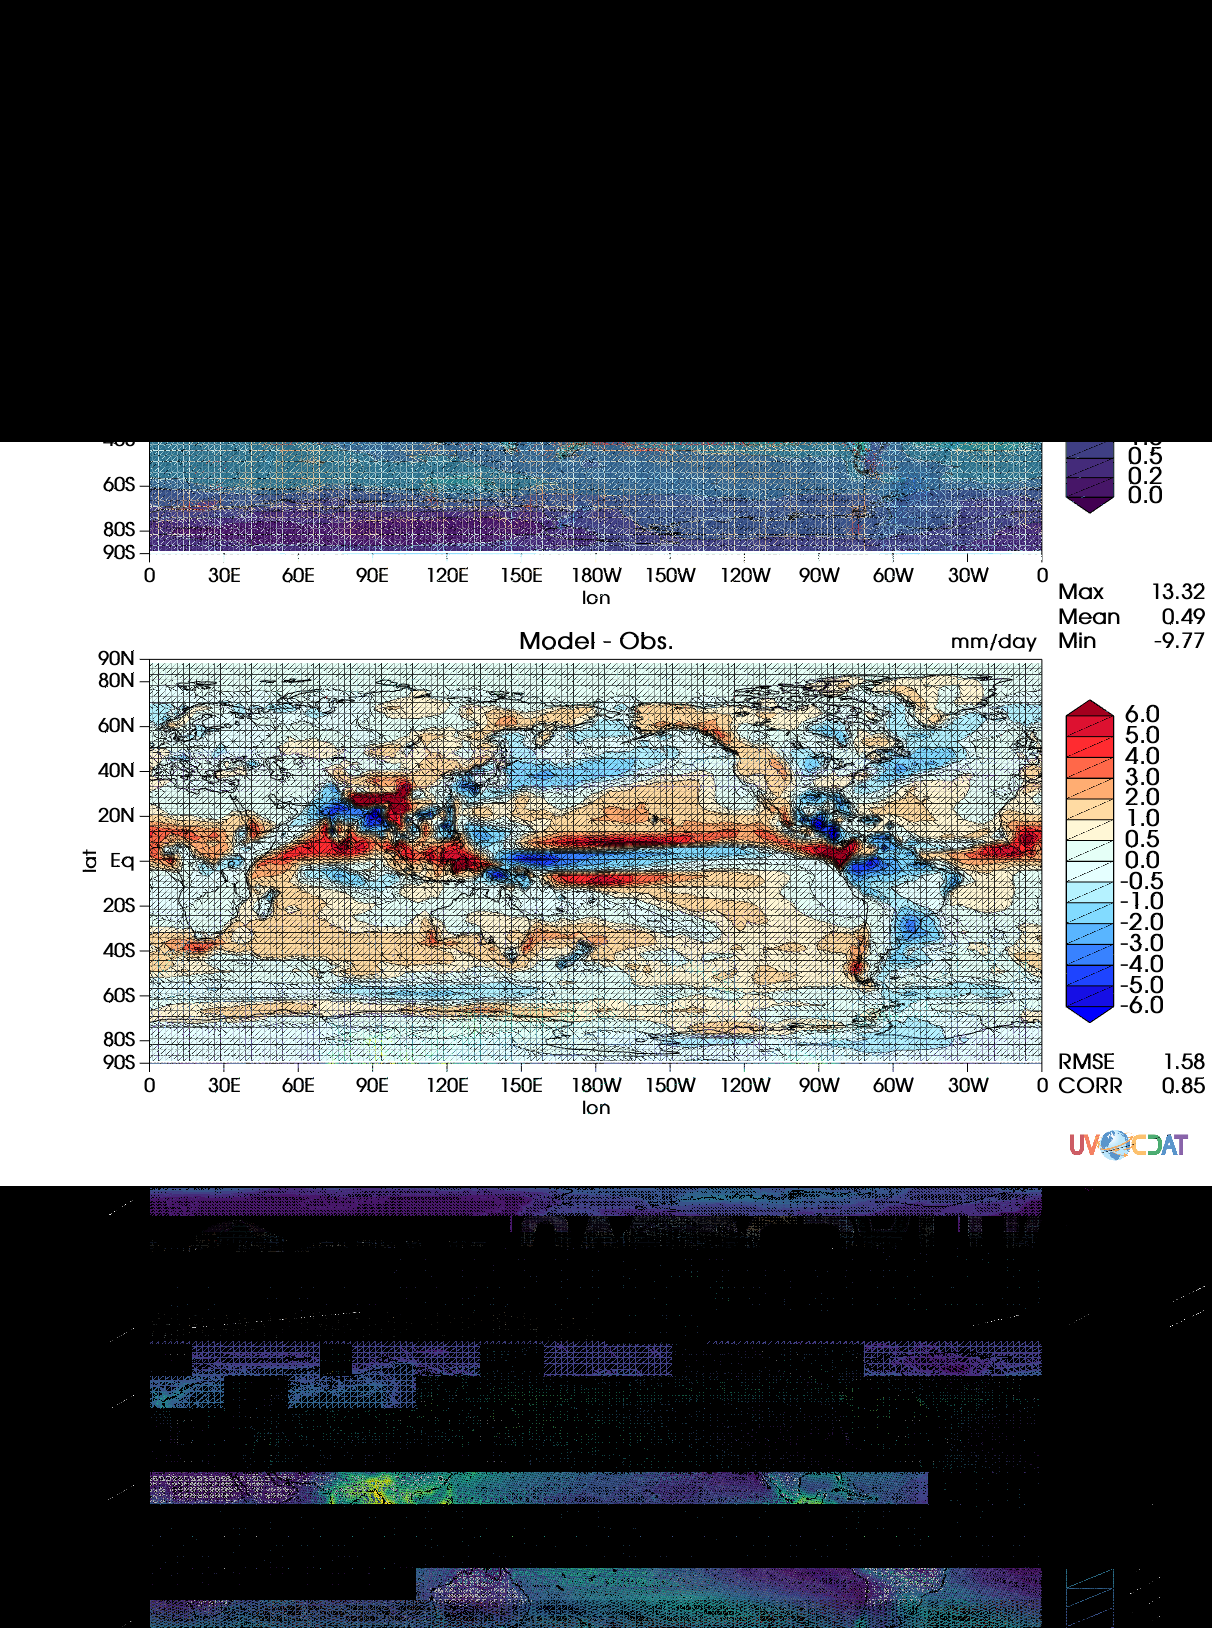 0.5
0.2
0.0
60S
80S
90S
0 30E 60E 90E 120E 150E 180W 150W 120W 90W 60W 30W 0
lon
Max 13.32
Mean 0.49
Min -9.77
Model - Obs. mm/day
90N
80N
60N
40N
20N
Eq
20S
40S
60S
80S
90S
lat
0 30E 60E 90E 120E 150E 180W 150W 120W 90W 60W 30W 0
lon
6.0
5.0
4.0
3.0
2.0
1.0
0.5
0.0
-0.5
-1.0
-2.0
-3.0
-4.0
-5.0
-6.0
RMSE 1.58
CORR 0.85
UV CDAT